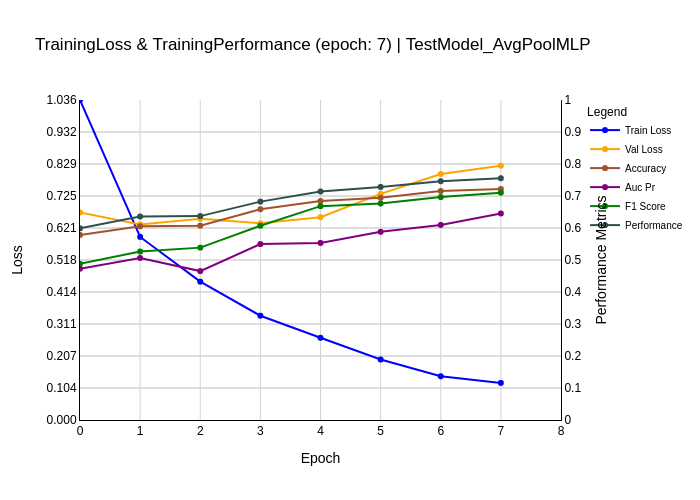 TrainingLoss & TrainingPerformance (epoch: 7) | TestModel_AvgPoolMLP
1.036
0.932
0.829
0.725
0.621
0.518
0.414
0.311
0.207
0.104
0.000
Loss
0
1
2
3
4
5
6
7
8
Epoch
1
0.9
0.8
0.7
0.6
0.5
0.4
0.3
0.2
0.1
0
Performance Metrics
Legend
Train Loss
Val Loss
Accuracy
Auc Pr
F1 Score
Performance